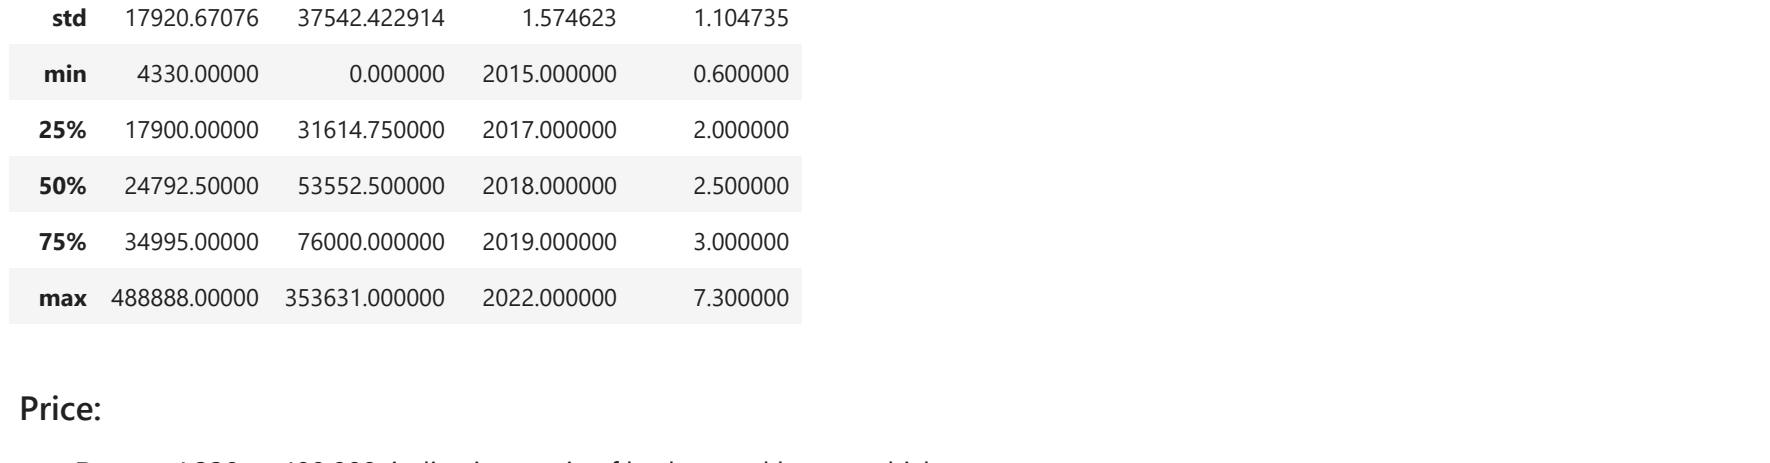 std 17920.67076 37542.422914 1.574623 1.104735
min 4330.00000 0.000000 2015.000000 0.600000
25% 17900.00000 31614.750000 2017.000000 2.000000
50% 24792.50000 53552.500000 2018.000000 2.500000
75% 34995.00000 76000.000000 2019.000000 3.000000
max 488888.00000 353631.000000 2022.000000 7.300000
Price: